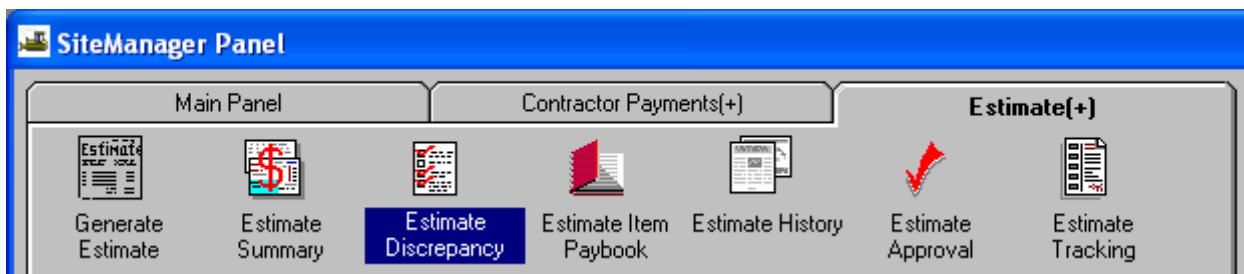 SiteManager Panel
Main Panel
Contractor Payments(+)
Estimate(+)
Estimate
Generate
Estimate
Estimate
Summary
Estimate
Discrepancy
Estimate Item
Paybook
Estimate History
Estimate
Approval
Estimate
Tracking